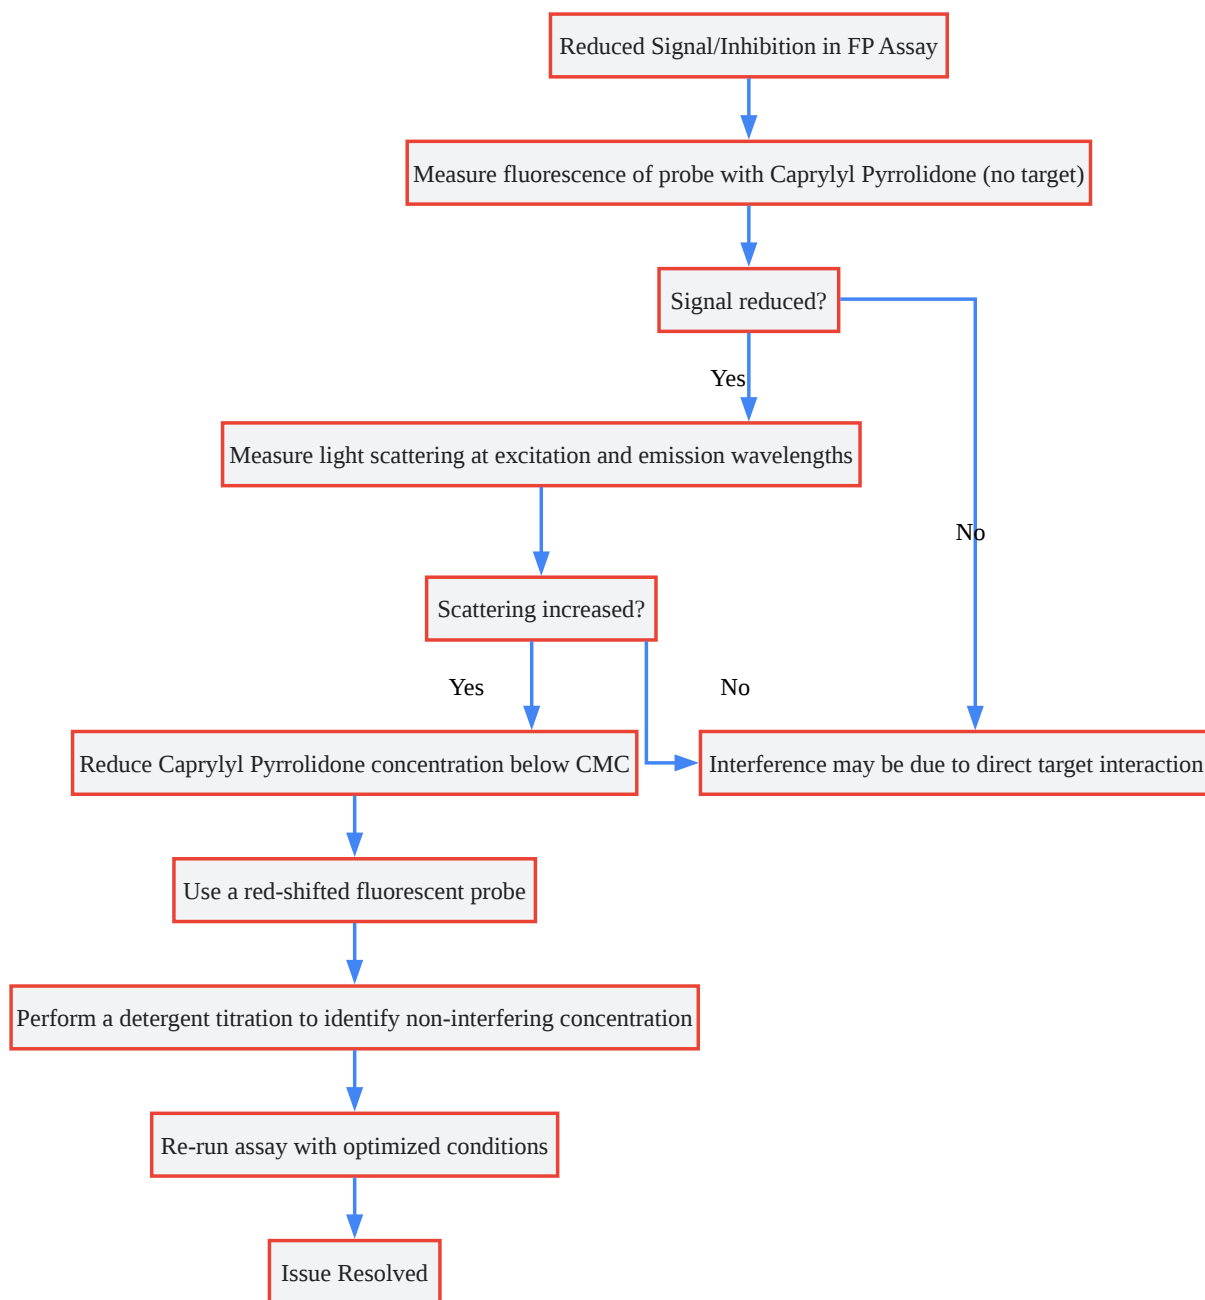 Reduced Signal/Inhibition in FP Assay
Measure fluorescence of probe with Caprylyl Pyrrolidone (no target)
Signal reduced?
Yes
Measure light scattering at excitation and emission wavelengths
No
Scattering increased?
Yes
No
Reduce Caprylyl Pyrrolidone concentration below CMC
Interference may be due to direct target interaction
Use a red-shifted fluorescent probe
Perform a detergent titration to identify non-interfering concentration
Re-run assay with optimized conditions
Issue Resolved